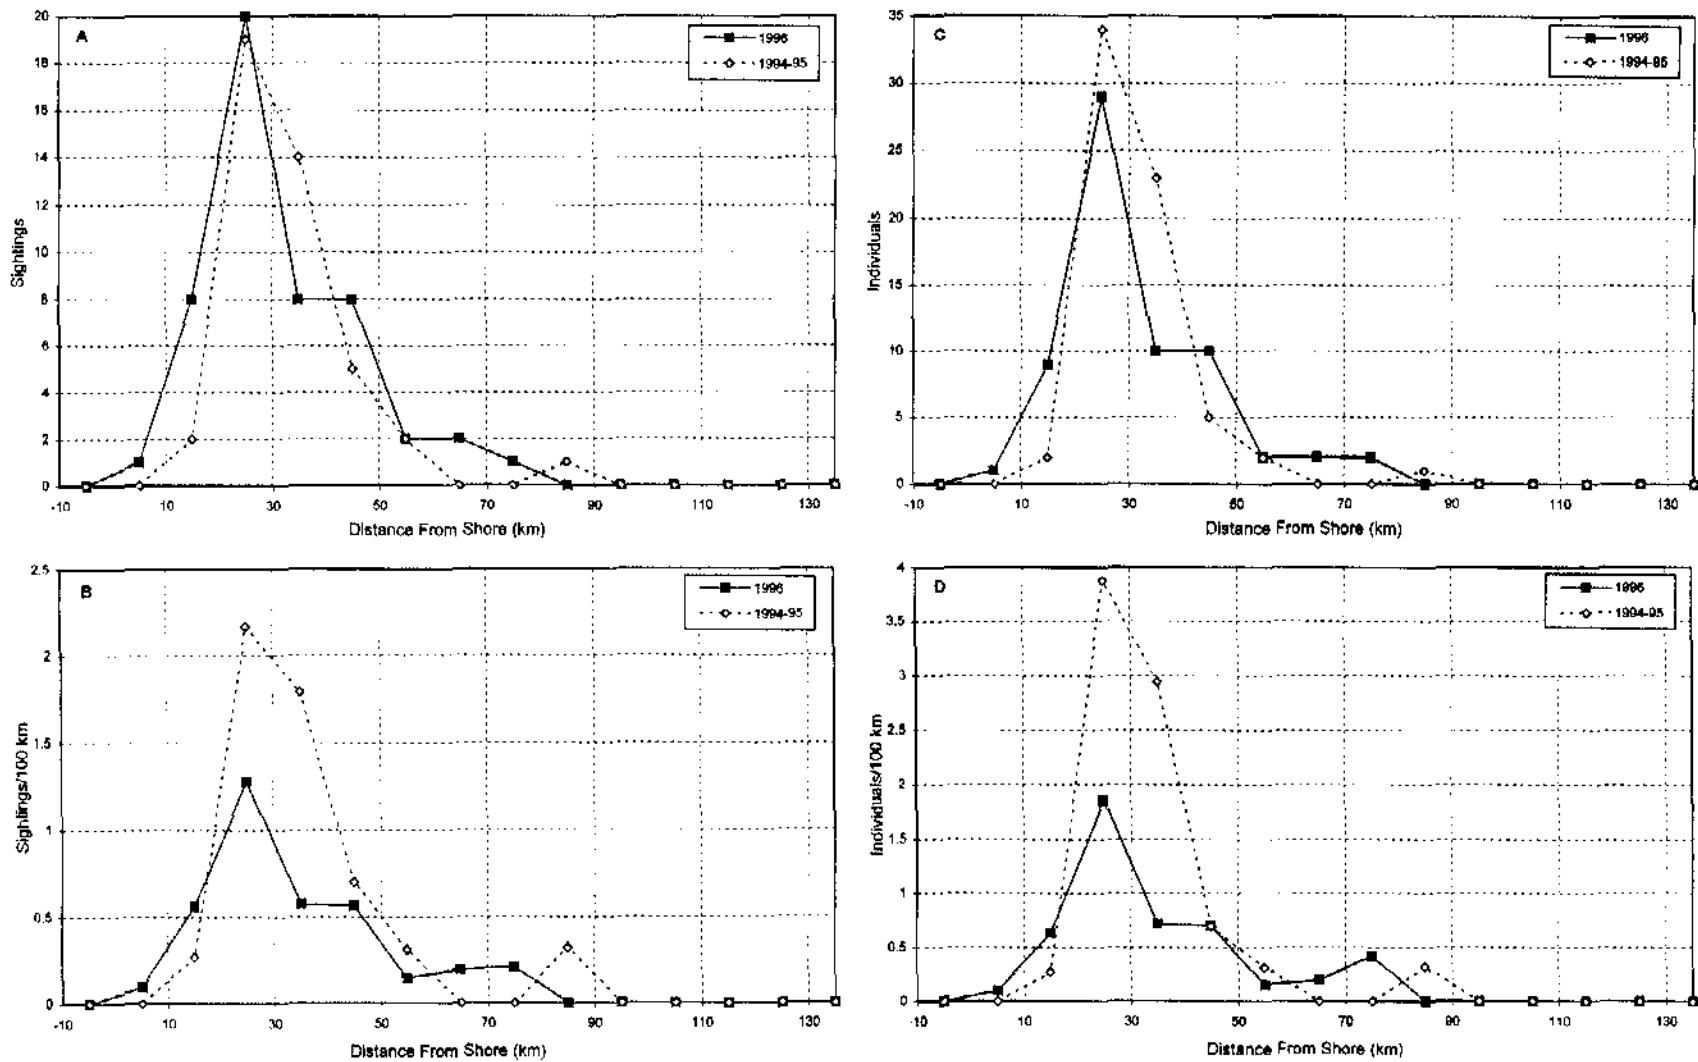 A
1996
1994-95
20
18
16
14
12
10
8
6
4
2
0
Sightings
-10 10 30 50 70 90 110 130
Distance From Shore (km)
C
1996
1994-95
35
30
25
20
15
10
5
0
Individuals
-10 10 30 50 70 90 110 130
Distance From Shore (km)
B
1996
1994-95
2.5
2
1.5
1
0.5
0
Sightings/100 km
-10 10 30 50 70 90 110 130
Distance From Shore (km)
D
1996
1994-95
4
3.5
3
2.5
2
1.5
1
0.5
0
Individuals/100 km
-10 10 30 50 70 90 110 130
Distance From Shore (km)